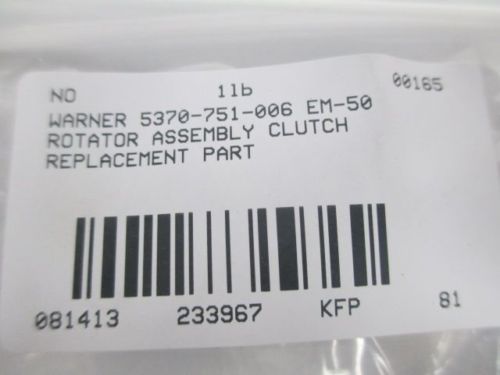 NO 1lb 00165
WARNER 5370-751-006 EM-50
ROTATOR ASSEMBLY CLUTCH
REPLACEMENT PART
081413 233967 KFP 81